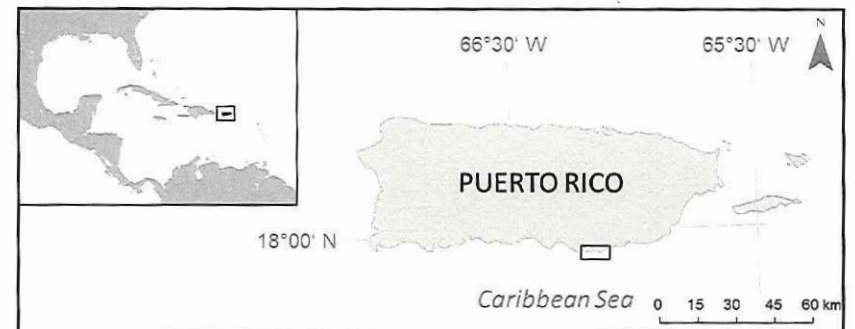 N
66°30' W 65°30' W
PUERTO RICO
18°00' N
Caribbean Sea
0 15 30 45 60 km